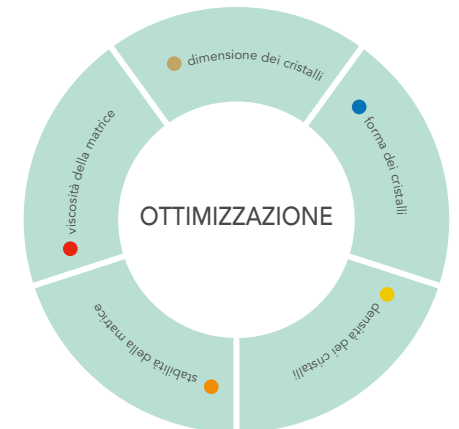 dimensione dei cristalli
forma dei cristalli
densità dei cristalli
stabilità della matrice
viscosità della matrice
OTTIMIZZAZIONE